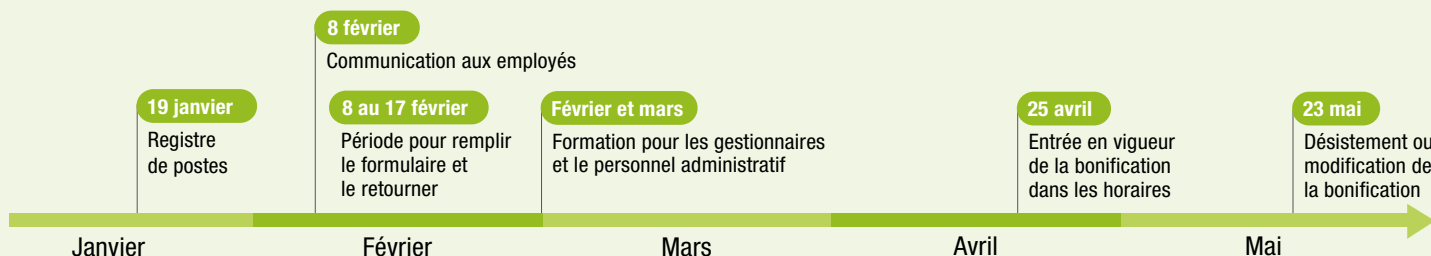 8 février
Communication aux employés
19 janvier
Registre
de postes
8 au 17 février
Période pour remplir
le formulaire et
le retourner
Février et mars
Formation pour les gestionnaires
et le personnel administratif
25 avril
Entrée en vigueur
de la bonification
dans les horaires
23 mai
Désistement ou
modification de
la bonification
Janvier
Février
Mars
Avril
Mai